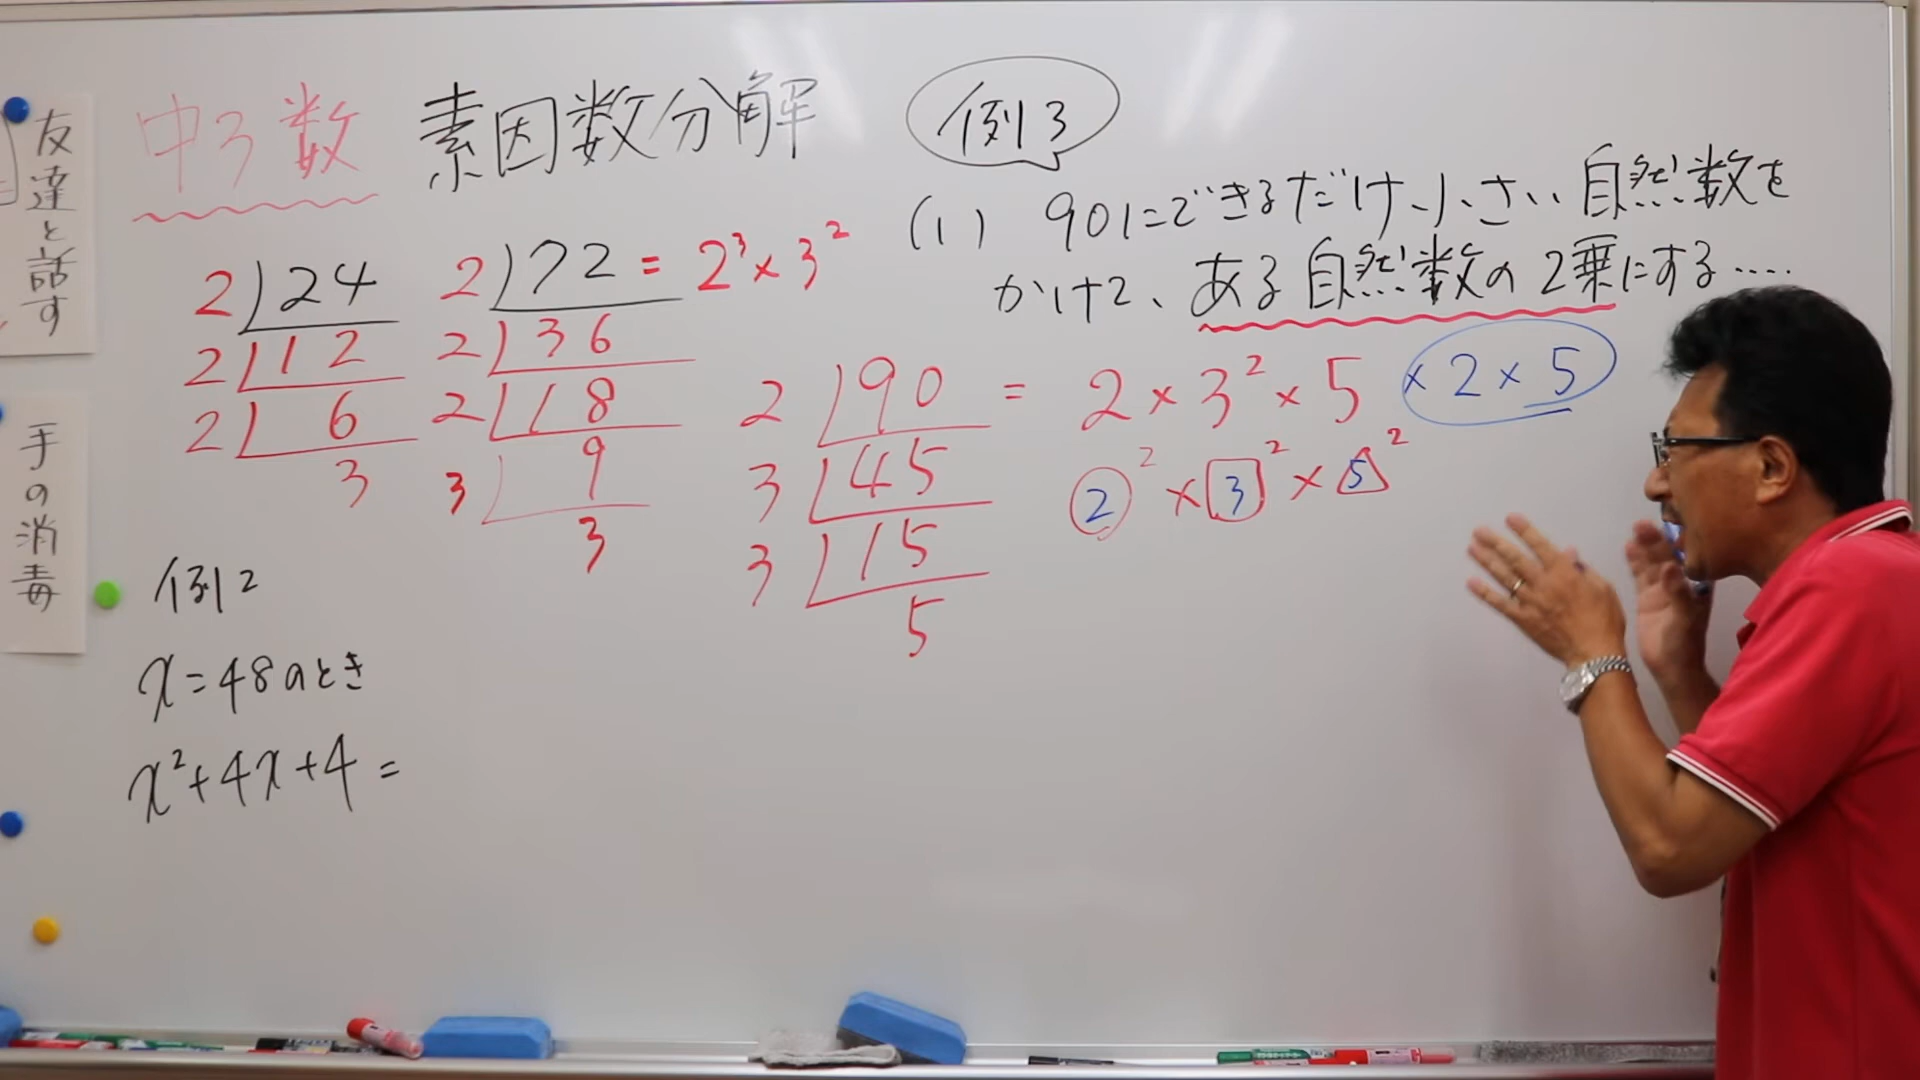 友達と話す
手の消毒
中3数 素因数分解
例3
(1) 90にできるだけ小さい自然数を
かけて、ある自然数の2乗にする‥‥
2)24
2)12
2)6
3
2)72 = 2³×3²
2)36
2)18
3)9
3
2)90 = 2×3²×5 ×2×5
3)45
3)15
5
2²×3²×5²
例2
x=48のとき
x²+4x+4=